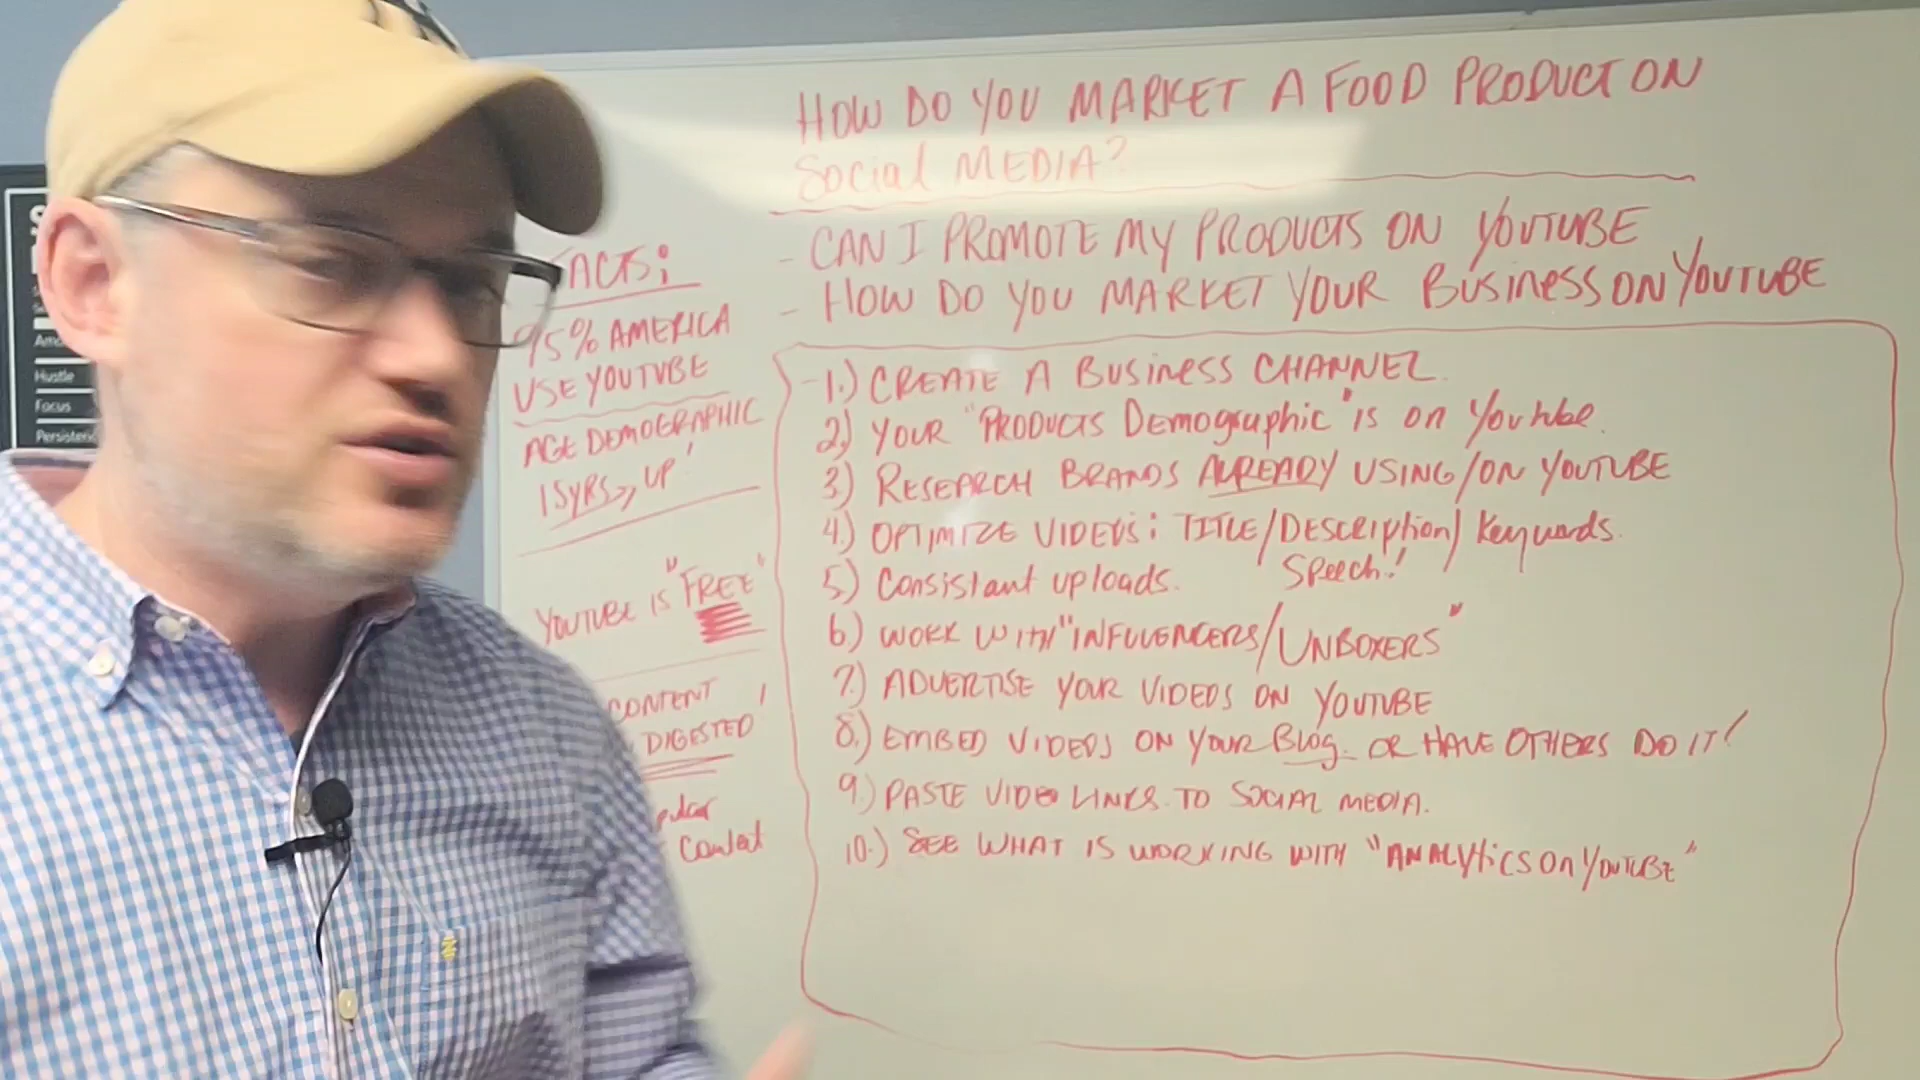 HOW DO YOU MARKET A FOOD PRODUCT ON
Social MEDIA?
- CAN I PROMOTE MY PRODUCTS ON YOUTUBE
- HOW DO YOU MARKET YOUR BUSINESS ON YOUTUBE
ACTS:
95% AMERICA
USE YOUTUBE
AGE DEMOGRAPHIC
15YRS, UP!
YOUTUBE IS "FREE"
CONTENT
DIGESTED
Content
1.) CREATE A BUSINESS CHANNEL.
2.) YOUR "PRODUCTS Demographic" is on Youtube.
3.) RESEARCH BRANDS ALREADY USING/ON YOUTUBE
4.) OPTIMIZE VIDEOS: TITLE/DESCRIPTION/ Keywords.
Speech!
5.) Consistant uploads.
6.) WORK WITH "INFLUENCERS/UNBOXERS"
7.) ADVERTISE YOUR VIDEOS ON YOUTUBE
8.) EMBED VIDEOS ON YOUR Blog. OR HAVE OTHERS DO IT!
9.) PASTE VIDEO LINKS TO SOCIAL MEDIA.
10.) SEE WHAT IS WORKING WITH "ANALYTICS ON YOUTUBE"
Hustle
Focus